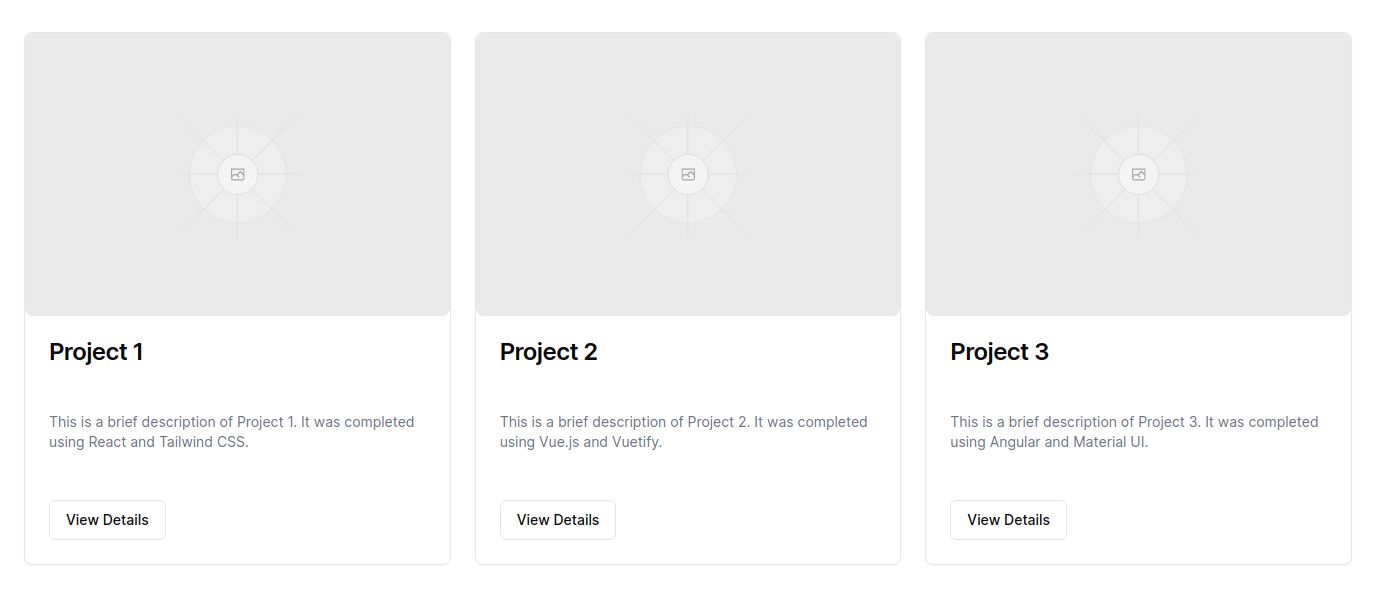 Project 1
This is a brief description of Project 1. It was completed
using React and Tailwind CSS.
View Details
Project 2
This is a brief description of Project 2. It was completed
using Vue.js and Vuetify.
View Details
Project 3
This is a brief description of Project 3. It was completed
using Angular and Material UI.
View Details